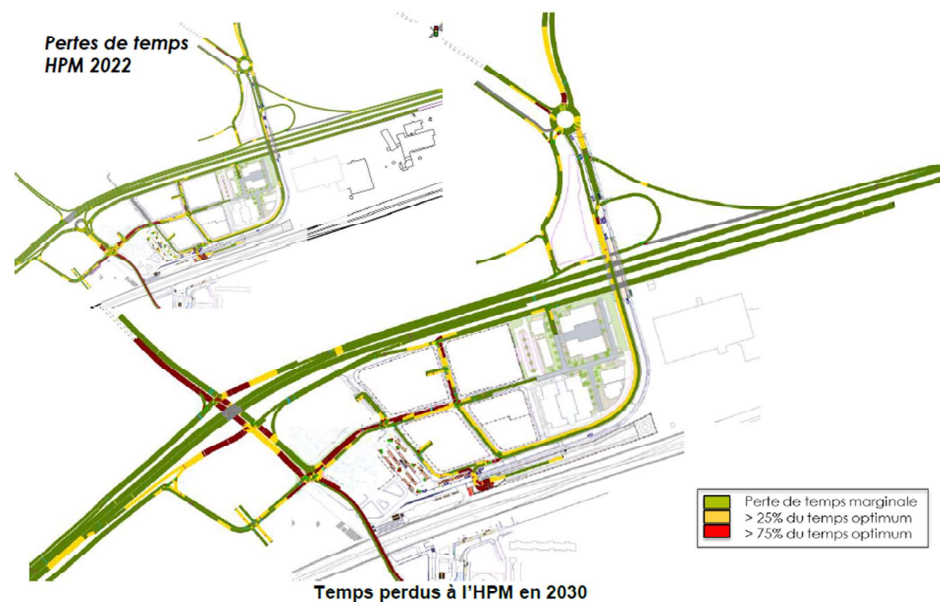 Pertes de temps
HPM 2022
Perte de temps marginale
> 25% du temps optimum
> 75% du temps optimum
Temps perdus à l'HPM en 2030